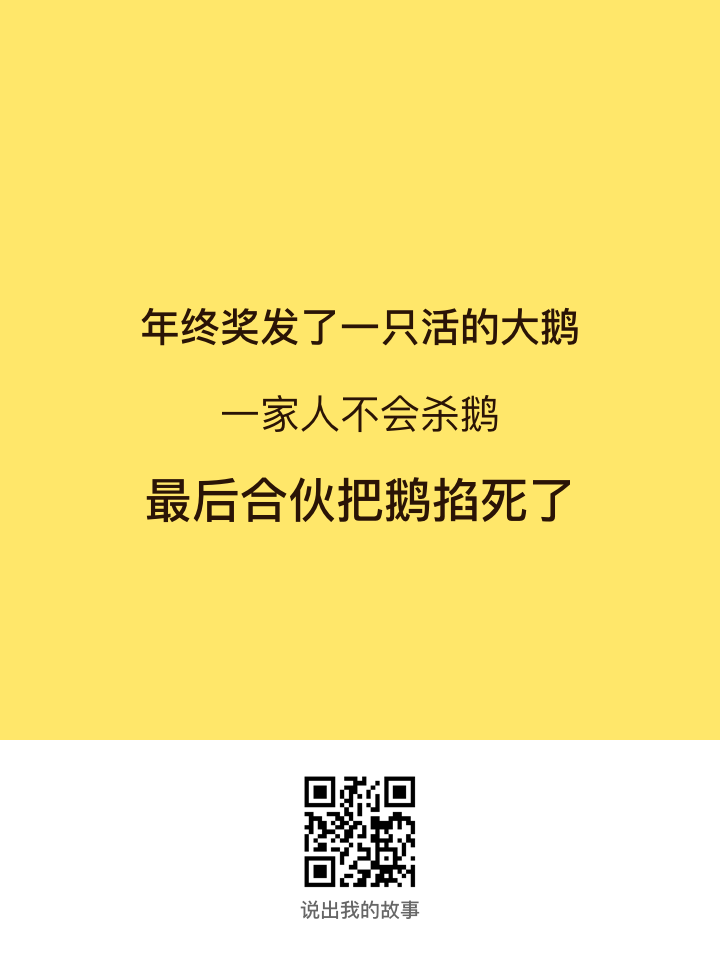 年终奖发了一只活的大鹅
一家人不会杀鹅
最后合伙把鹅掐死了
说出我的故事